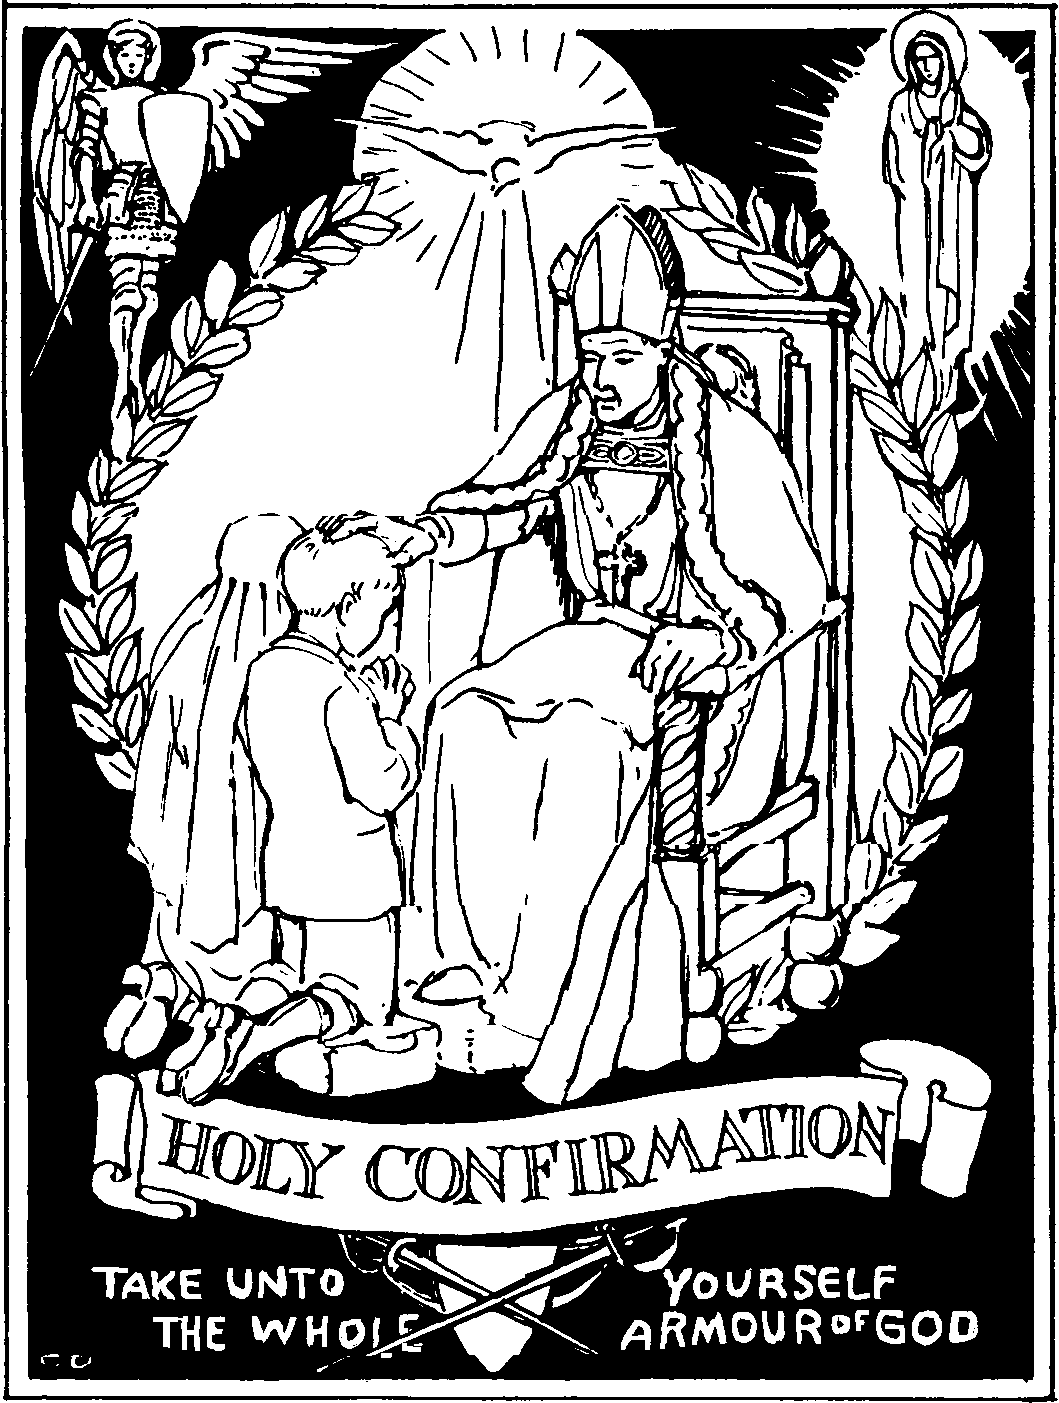 HOLY CONFIRMATION
TAKE UNTO YOURSELF
THE WHOLE ARMOUR OF GOD